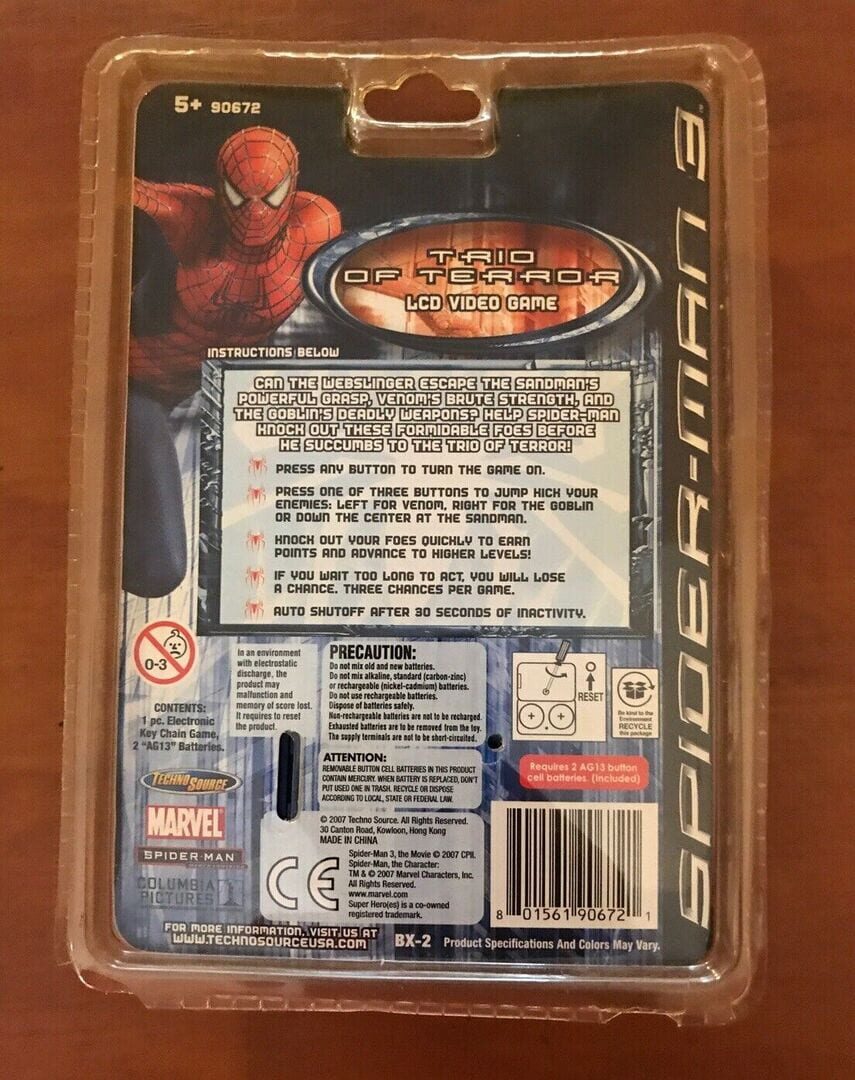 5+ 90672
SPIDER-MAN 3
TRIO
OF TERROR
LCD VIDEO GAME
INSTRUCTIONS BELOW
CAN THE WEBSLINGER ESCAPE THE SANDMAN'S
POWERFUL GRASP, VENOM'S BRUTE STRENGTH, AND
THE GOBLIN'S DEADLY WEAPONS? HELP SPIDER-MAN
KNOCK OUT THESE FORMIDABLE FOES BEFORE
HE SUCCUMBS TO THE TRIO OF TERROR!
PRESS ANY BUTTON TO TURN THE GAME ON.
PRESS ONE OF THREE BUTTONS TO JUMP KICK YOUR
ENEMIES: LEFT FOR VENOM, RIGHT FOR THE GOBLIN
OR DOWN THE CENTER AT THE SANDMAN.
KNOCK OUT YOUR FOES QUICKLY TO EARN
POINTS AND ADVANCE TO HIGHER LEVELS!
IF YOU WAIT TOO LONG TO ACT, YOU WILL LOSE
A CHANCE. THREE CHANCES PER GAME.
AUTO SHUTOFF AFTER 30 SECONDS OF INACTIVITY.
0-3
CONTENTS:
1 pc. Electronic
Key Chain Game,
2 "AG13" Batteries.
In an environment
with electrostatic
discharge, the
product may
malfunction and
memory of score lost.
It requires to reset
the product.
PRECAUTION:
Do not mix old and new batteries.
Do not mix alkaline, standard (carbon-zinc)
or rechargeable (nickel-cadmium) batteries.
Do not use rechargeable batteries.
Dispose of batteries safely.
Non-rechargeable batteries are not to be recharged.
Exhausted batteries are to be removed from the toy.
The supply terminals are not to be short-circuited.
RESET
Be kind to the
Environment
RECYCLE
this package
ATTENTION:
REMOVABLE BUTTON CELL BATTERIES IN THIS PRODUCT
CONTAIN MERCURY. WHEN BATTERY IS REPLACED, DON'T
PUT USED ONE IN TRASH. RECYCLE OR DISPOSE
ACCORDING TO LOCAL, STATE OR FEDERAL LAW.
Requires 2 AG13 button
cell batteries. (Included)
TECHNO SOURCE
MARVEL
SPIDER-MAN
COLUMBIA
PICTURES
CE
© 2007 Techno Source. All Rights Reserved.
30 Canton Road, Kowloon, Hong Kong
MADE IN CHINA
Spider-Man 3, the Movie © 2007 CPII.
Spider-Man, the Character:
TM & © 2007 Marvel Characters, Inc.
All Rights Reserved.
www.marvel.com
Super Hero(es) is a co-owned
registered trademark.
8 01561 90672 1
FOR MORE INFORMATION, VISIT US AT
WWW.TECHNOSOURCEUSA.COM
BX-2
Product Specifications And Colors May Vary.